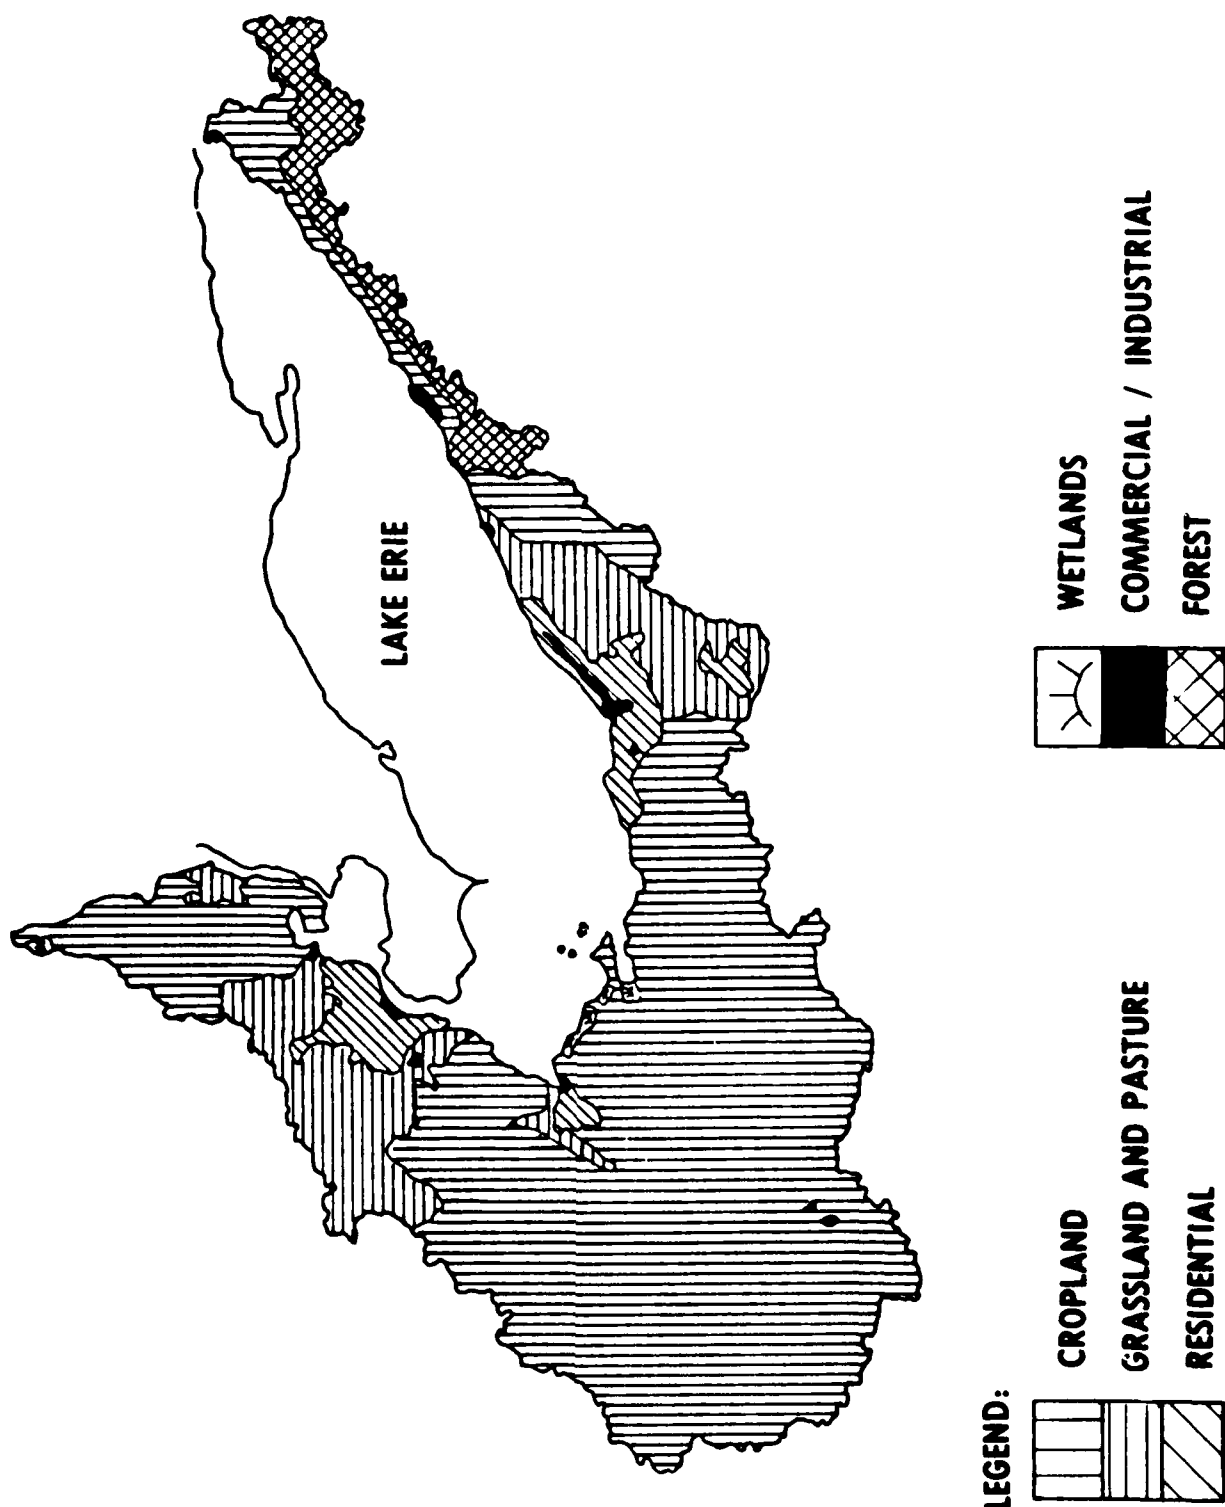 LAKE ERIE
LEGEND:
CROPLAND
GRASSLAND AND PASTURE
RESIDENTIAL
WETLANDS
COMMERCIAL / INDUSTRIAL
FOREST